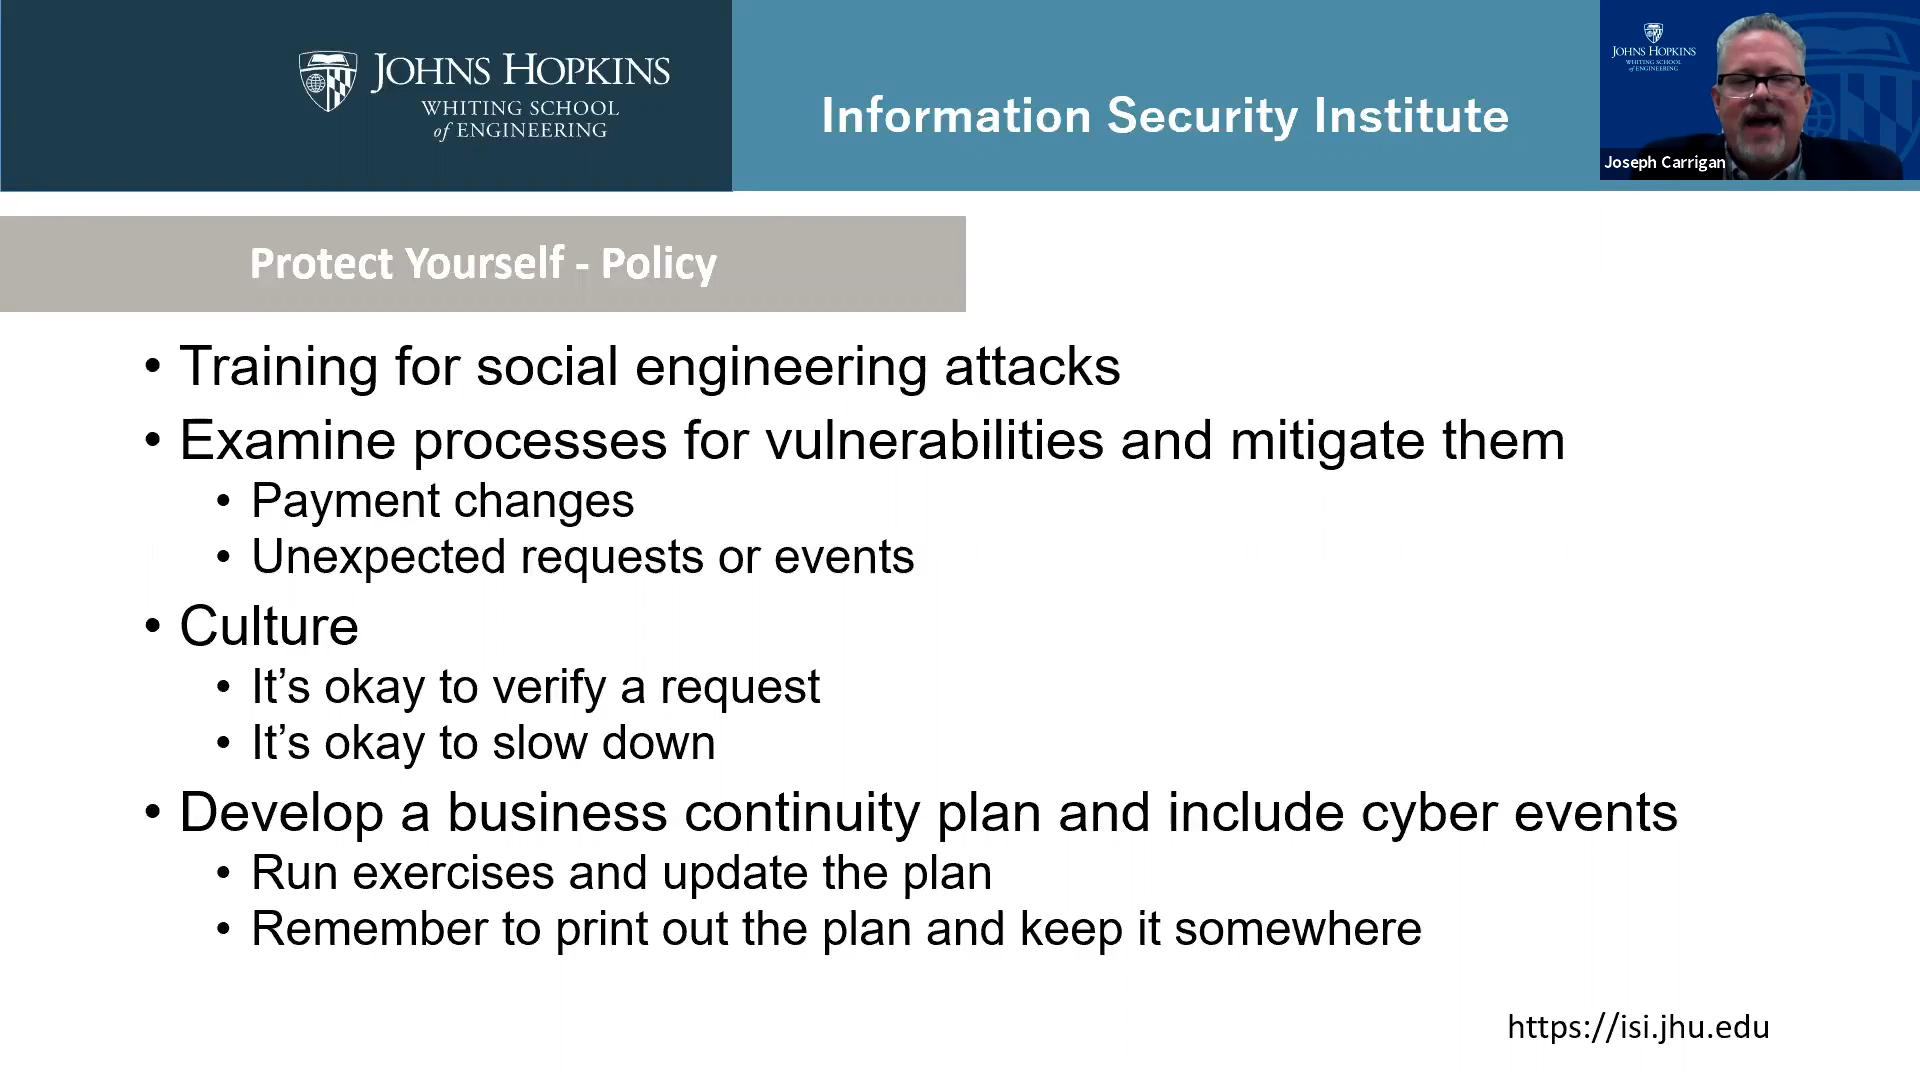 JOHNS HOPKINS
WHITING SCHOOL
of ENGINEERING
Information Security Institute
JOHNS HOPKINS
WHITING SCHOOL
of ENGINEERING
Joseph Carrigan
Protect Yourself - Policy
• Training for social engineering attacks
• Examine processes for vulnerabilities and mitigate them
• Payment changes
• Unexpected requests or events
• Culture
• It’s okay to verify a request
• It’s okay to slow down
• Develop a business continuity plan and include cyber events
• Run exercises and update the plan
• Remember to print out the plan and keep it somewhere
https://isi.jhu.edu